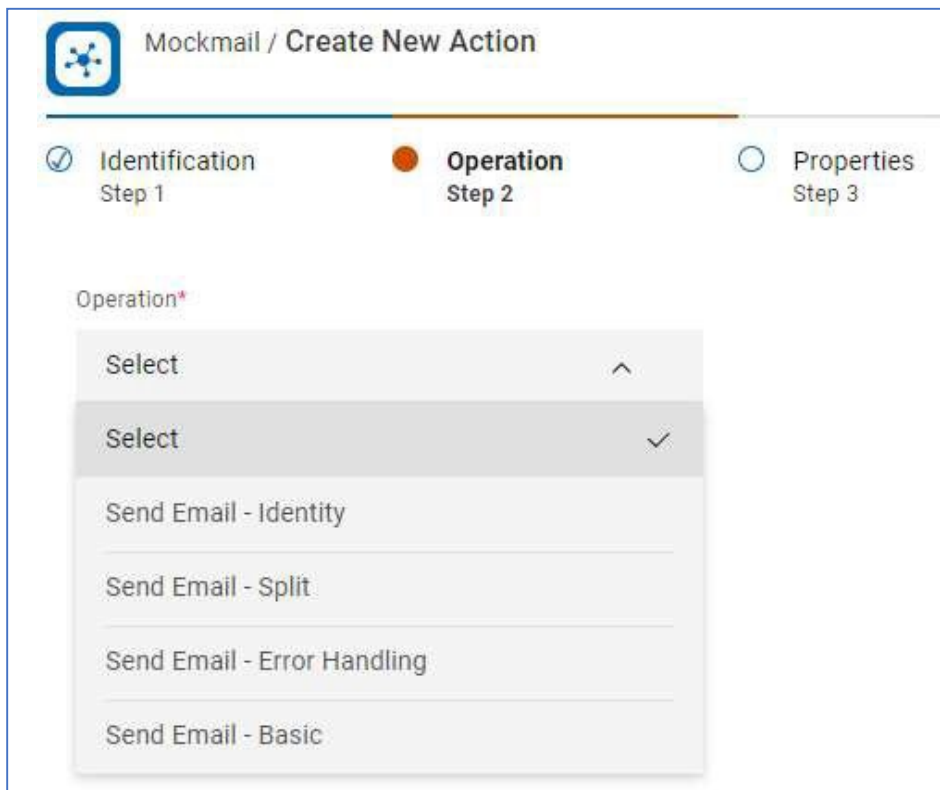 Mockmail / Create New Action
Identification
Step 1
Operation
Step 2
Properties
Step 3
Operation*
Select
Select
Send Email - Identity
Send Email - Split
Send Email - Error Handling
Send Email - Basic